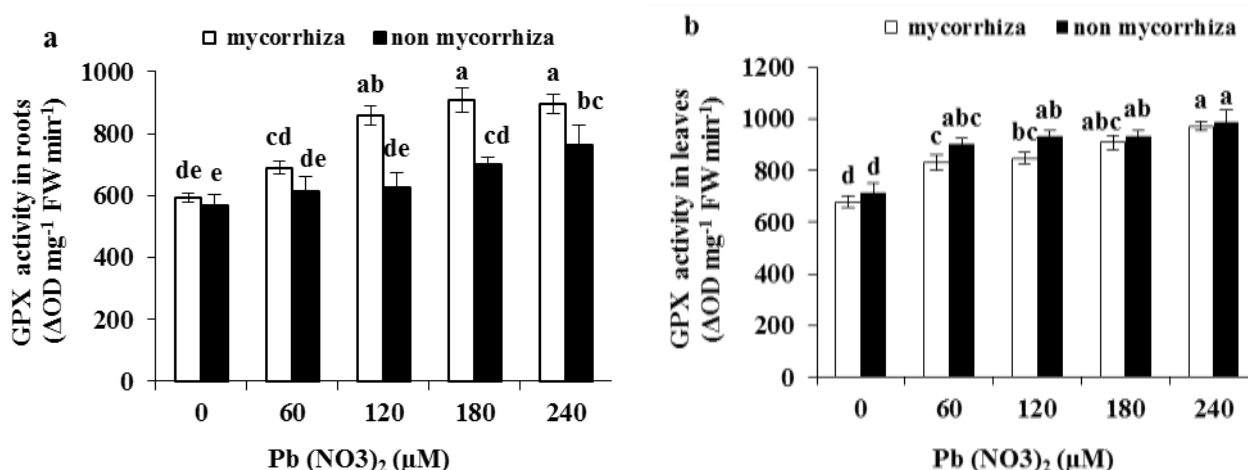 a
mycorrhiza non mycorrhiza
GPX activity in roots
(ΔOD mg⁻¹ FW min⁻¹)
1000
800
600
400
200
0
de e cd de ab de a cd a bc
0 60 120 180 240
Pb (NO3)₂ (µM)
b
mycorrhiza non mycorrhiza
GPX activity in leaves
(ΔOD mg⁻¹ FW min⁻¹)
1200
1000
800
600
400
200
0
d d c abc bc ab abc ab a a
0 60 120 180 240
Pb (NO3)₂ (µM)